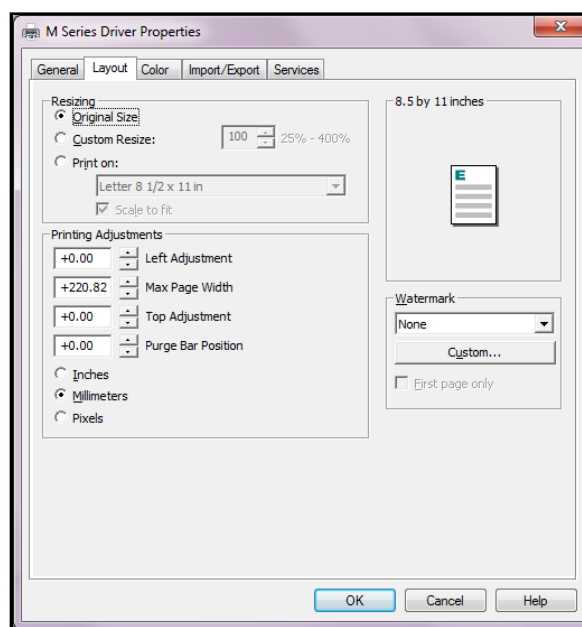 M Series Driver Properties
General Layout Color Import/Export Services
Resizing
Original Size
Custom Resize: 100 25% - 400%
Print on:
Letter 8 1/2 x 11 in
Scale to fit
Printing Adjustments
+0.00 Left Adjustment
+220.82 Max Page Width
+0.00 Top Adjustment
+0.00 Purge Bar Position
Inches
Millimeters
Pixels
8.5 by 11 inches
E
Watermark
None
Custom...
First page only
OK Cancel Help